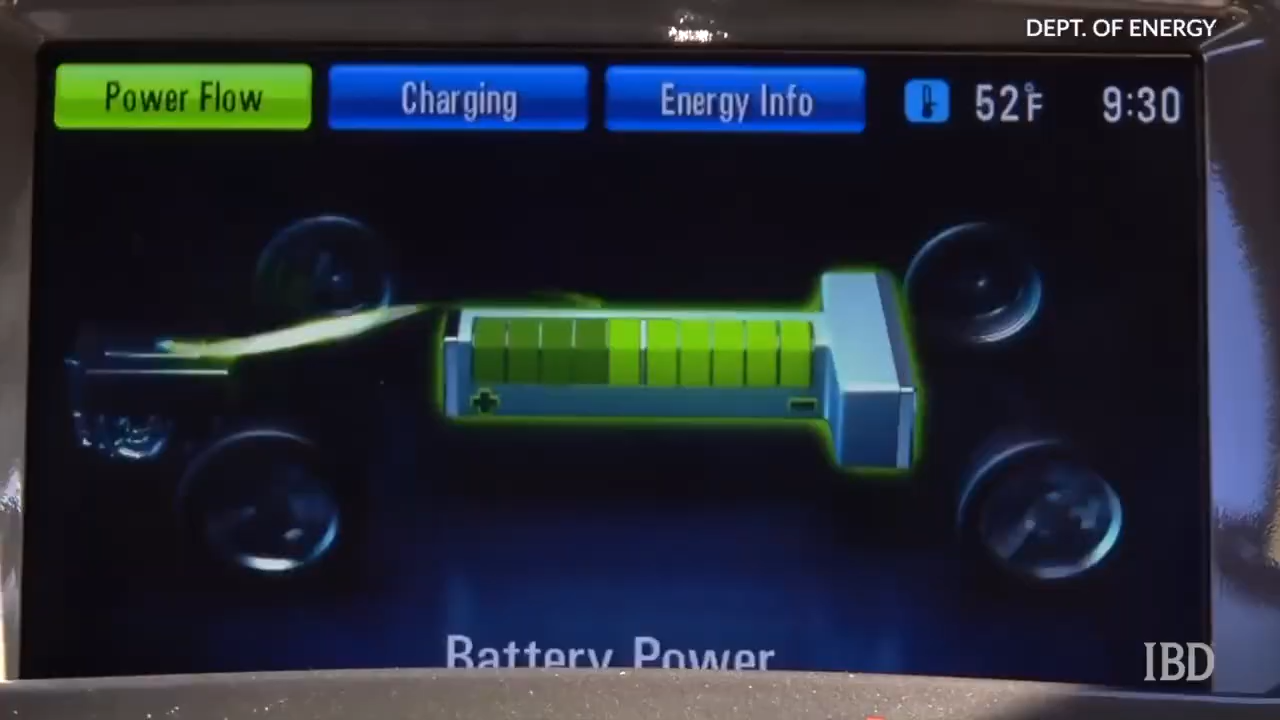 DEPT. OF ENERGY
Power Flow Charging Energy Info 52°F 9:30
Battery Power
IBD